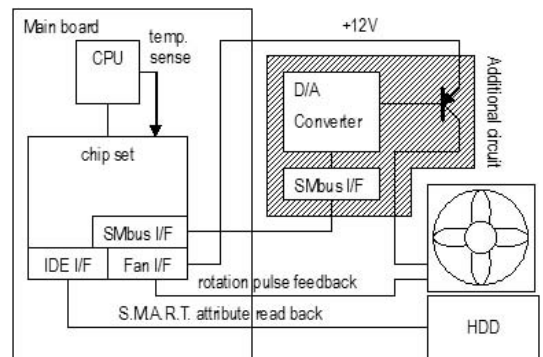 Main board
+12V
CPU
temp.
sense
D/A
Converter
Additional circuit
chip set
SMbus I/F
SMbus I/F
IDE I/F
Fan I/F
rotation pulse feedback
S.M.A.R.T. attribute read back
HDD